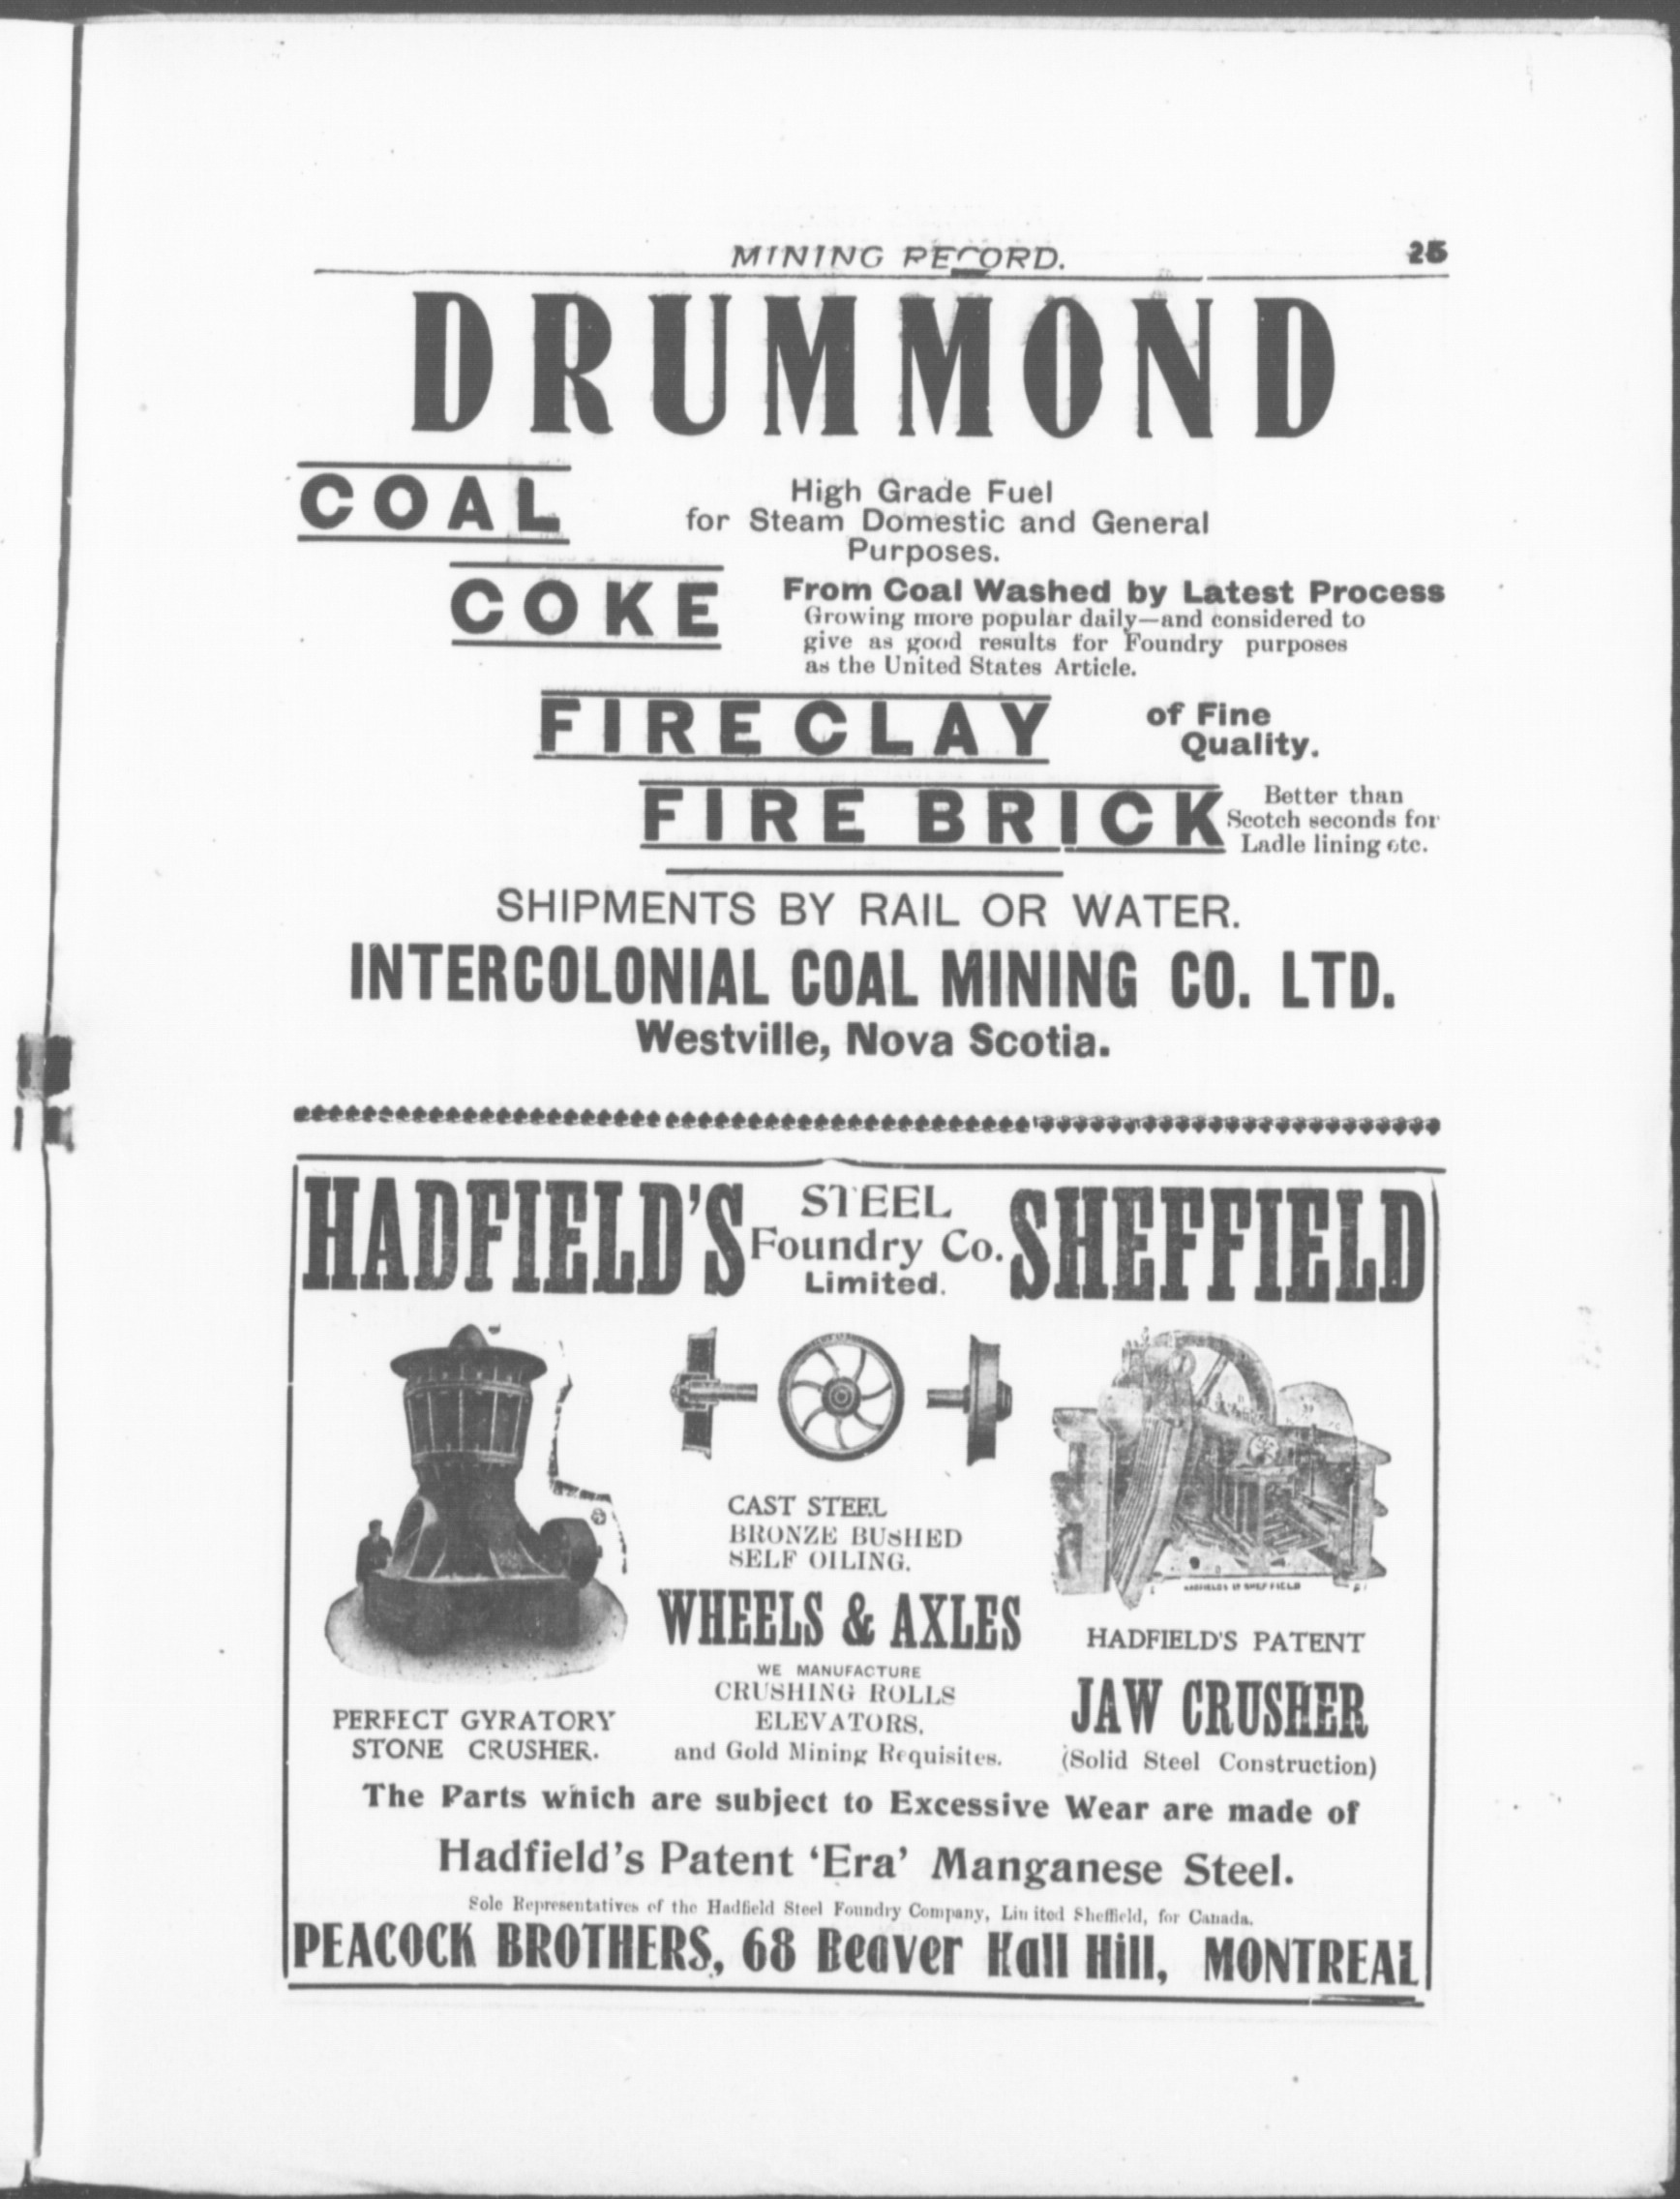 MINING RECORD.
25
DRUMMOND
COAL
High Grade Fuel
for Steam Domestic and General
Purposes.
COKE
From Coal Washed by Latest Process
Growing more popular daily—and considered to
give as good results for Foundry purposes
as the United States Article.
FIRECLAY
of Fine
Quality.
FIRE BRICK
Better than
Scotch seconds for
Ladle lining etc.
SHIPMENTS BY RAIL OR WATER.
INTERCOLONIAL COAL MINING CO. LTD.
Westville, Nova Scotia.
HADFIELD'S
STEEL
Foundry Co.
Limited.
SHEFFIELD
PERFECT GYRATORY
STONE CRUSHER.
CAST STEEL
BRONZE BUSHED
SELF OILING.
WHEELS & AXLES
WE MANUFACTURE
CRUSHING ROLLS
ELEVATORS,
and Gold Mining Requisites.
HADFIELD'S PATENT
JAW CRUSHER
(Solid Steel Construction)
The Parts which are subject to Excessive Wear are made of
Hadfield's Patent 'Era' Manganese Steel.
Sole Representatives of the Hadfield Steel Foundry Company, Limited Sheffield, for Canada.
PEACOCK BROTHERS, 68 Beaver Hall Hill, MONTREAL